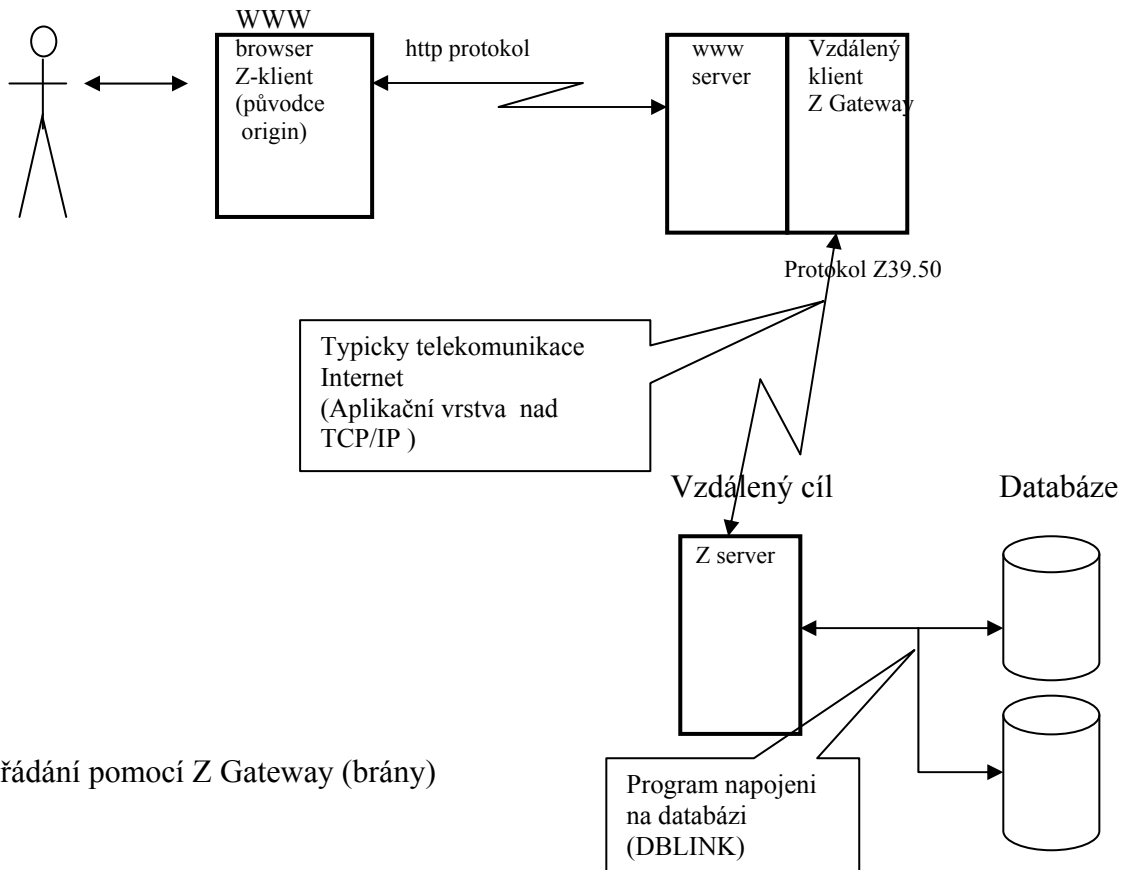 WWW
browser
Z-klient
(původce
origin)
http protokol
www
server
Vzdálený
klient
Z Gateway
Protokol Z39.50
Typicky telekomunikace
Internet
(Aplikační vrstva nad
TCP/IP )
Vzdálený cíl
Databáze
Z server
řádání pomocí Z Gateway (brány)
Program napojeni
na databázi
(DBLINK)